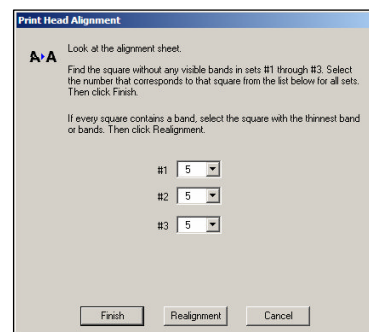 Print Head Alignment
A▸A
Look at the alignment sheet.
Find the square without any visible bands in sets #1 through #3. Select
the number that corresponds to that square from the list below for all sets.
Then click Finish.
If every square contains a band, select the square with the thinnest band
or bands. Then click Realignment.
#1 5
#2 5
#3 5
Finish Realignment Cancel